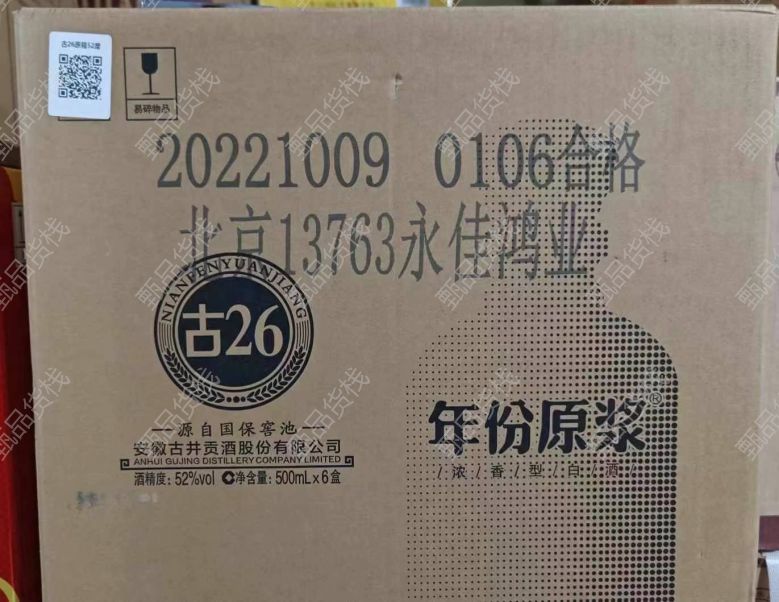 古26原箱52度
易碎物品
20221009 0106合格
北京13763永佳鸿业
NIANFENYUANJIANG
古26
源自国保窖池
安徽古井贡酒股份有限公司
ANHUI GUJING DISTILLERY COMPANY LIMITED
酒精度：52%vol 净含量：500mL x 6盒
年份原浆®
/浓/香/型/白/酒/
甄品货栈